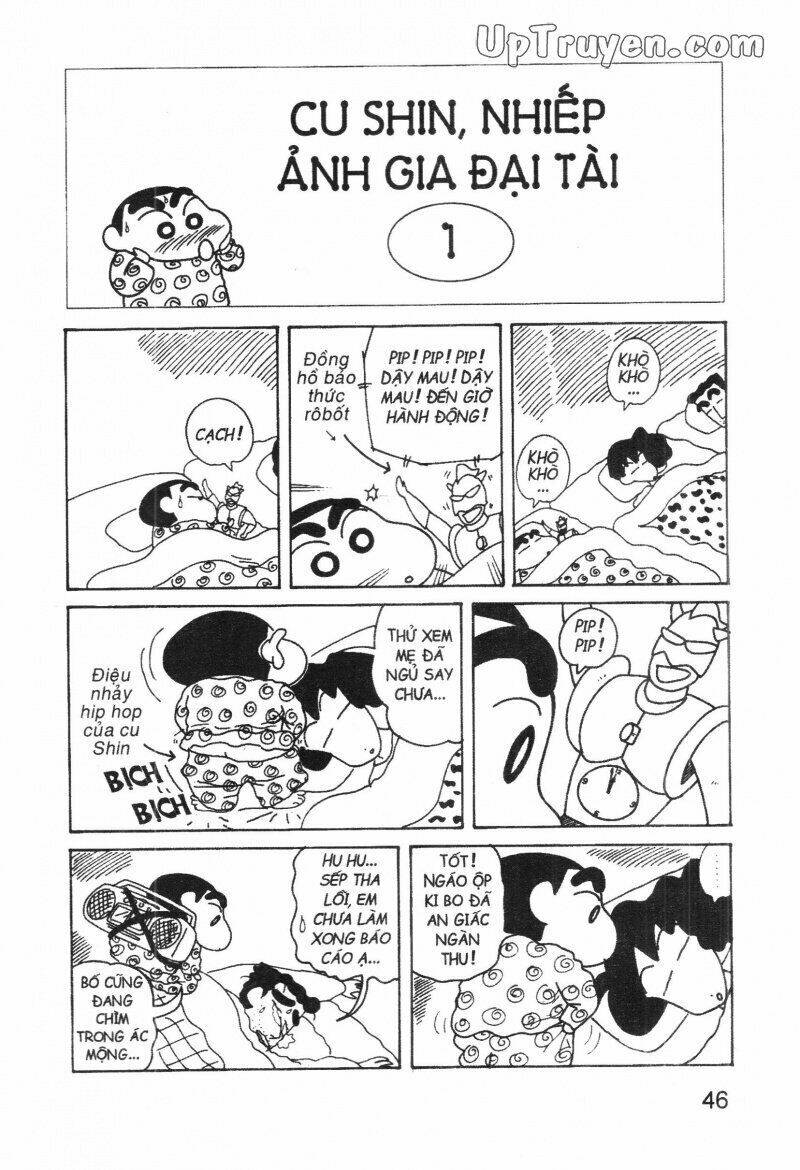 UpTruyen.com
CU SHIN, NHIẾP
ẢNH GIA ĐẠI TÀI
1
KHÒ
KHÒ
...
KHÒ
KHÒ
...
PIP! PIP! PIP!
DẬY MAU! DẬY
MAU! ĐẾN GIỜ
HÀNH ĐỘNG!
Đồng
hồ báo
thức
rôbốt
CẠCH!
PIP!
PIP!
THỬ XEM
MẸ ĐÃ
NGỦ SAY
CHƯA...
Điệu
nhảy
hip hop
của cu
Shin
BỊCH
BỊCH
......
TỐT!
NGÁO ỘP
KI BO ĐÃ
AN GIẤC
NGÀN
THU!
HU HU...
SẾP THA
LỖI, EM
CHƯA LÀM
XONG BÁO
CÁO Ạ...
BỐ CŨNG
ĐANG
CHÌM
TRONG ÁC
MỘNG...
46